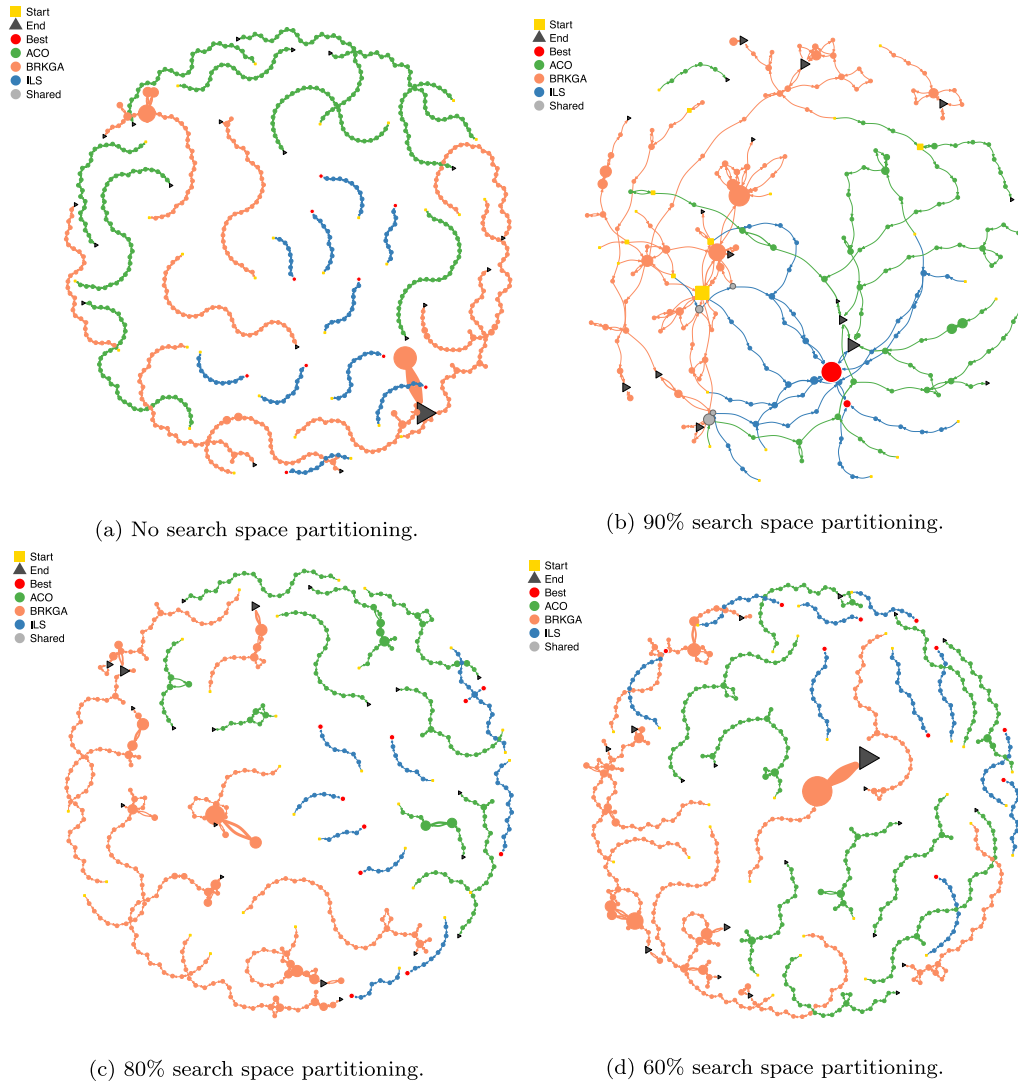 Start
End
Best
ACO
BRKGA
ILS
Shared
(a) No search space partitioning.
Start
End
Best
ACO
BRKGA
ILS
Shared
(b) 90% search space partitioning.
Start
End
Best
ACO
BRKGA
ILS
Shared
(c) 80% search space partitioning.
Start
End
Best
ACO
BRKGA
ILS
Shared
(d) 60% search space partitioning.